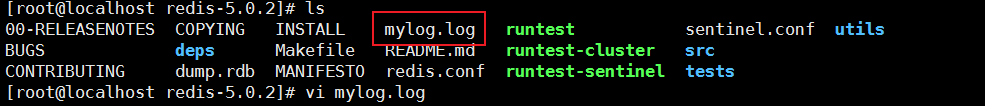 [root@localhost redis-5.0.2]# ls
00-RELEASENOTES COPYING INSTALL mylog.log runtest sentinel.conf utils
BUGS deps Makefile README.md runtest-cluster src
CONTRIBUTING dump.rdb MANIFESTO redis.conf runtest-sentinel tests
[root@localhost redis-5.0.2]# vi mylog.log